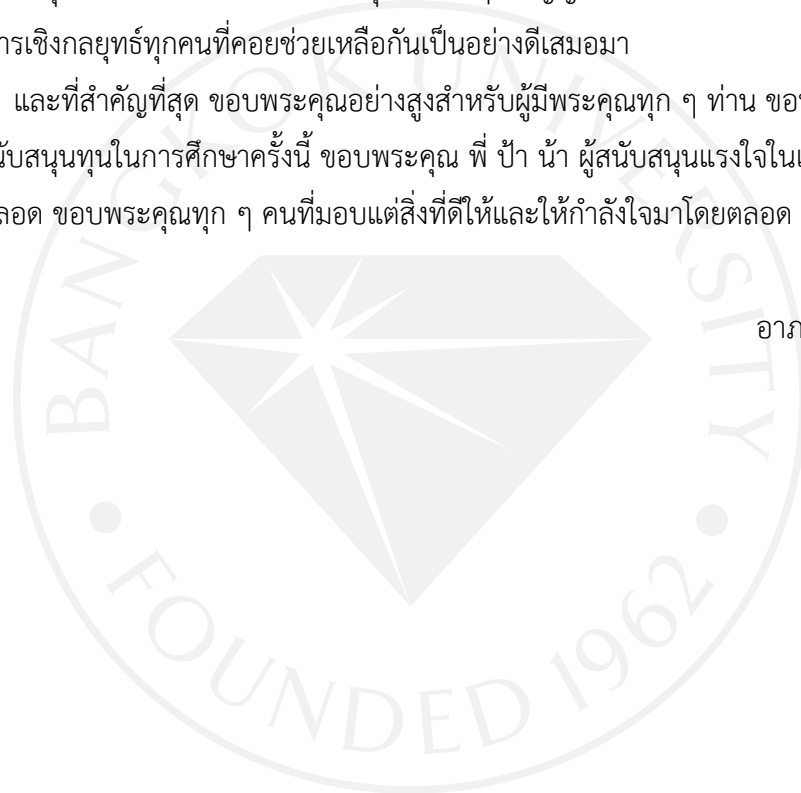 ารเชิงกลยุทธ์ทุกคนที่คอยช่วยเหลือกันเป็นอย่างดีเสมอมา
และที่สำคัญที่สุด ขอบพระคุณอย่างสูงสำหรับผู้มีพระคุณทุก ๆ ท่าน
นับสนุนทุนในการศึกษาครั้งนี้ ขอบพระคุณ พี่ ป้า น้า ผู้สนับสนุนแรงใจใน
ลอด ขอบพระคุณทุก ๆ คนที่มอบแต่สิ่งที่ดีให้และให้กำลังใจมาโดยตลอด
อาภ
BANGKOK UNIVERSITY
• FOUNDED 1962 •